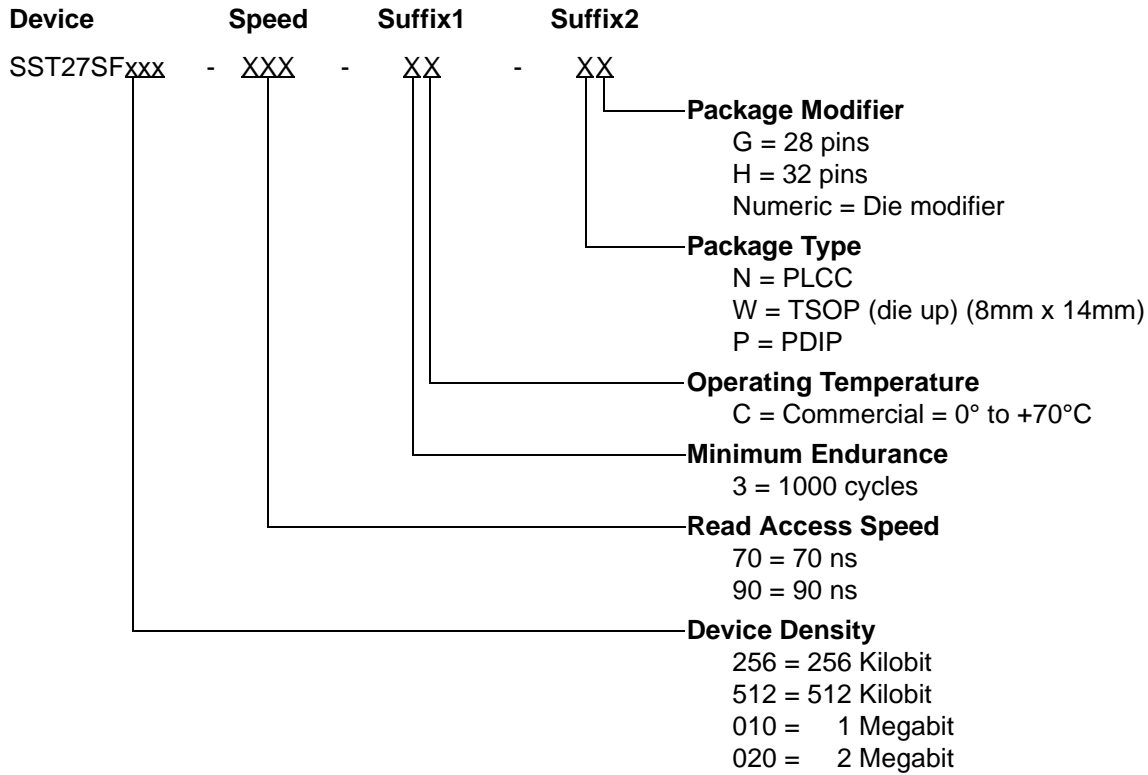 Device Speed Suffix1 Suffix2
SST27SFxxx - XXX - XX - XX
Package Modifier
G = 28 pins
H = 32 pins
Numeric = Die modifier
Package Type
N = PLCC
W = TSOP (die up) (8mm x 14mm)
P = PDIP
Operating Temperature
C = Commercial = 0° to +70°C
Minimum Endurance
3 = 1000 cycles
Read Access Speed
70 = 70 ns
90 = 90 ns
Device Density
256 = 256 Kilobit
512 = 512 Kilobit
010 = 1 Megabit
020 = 2 Megabit